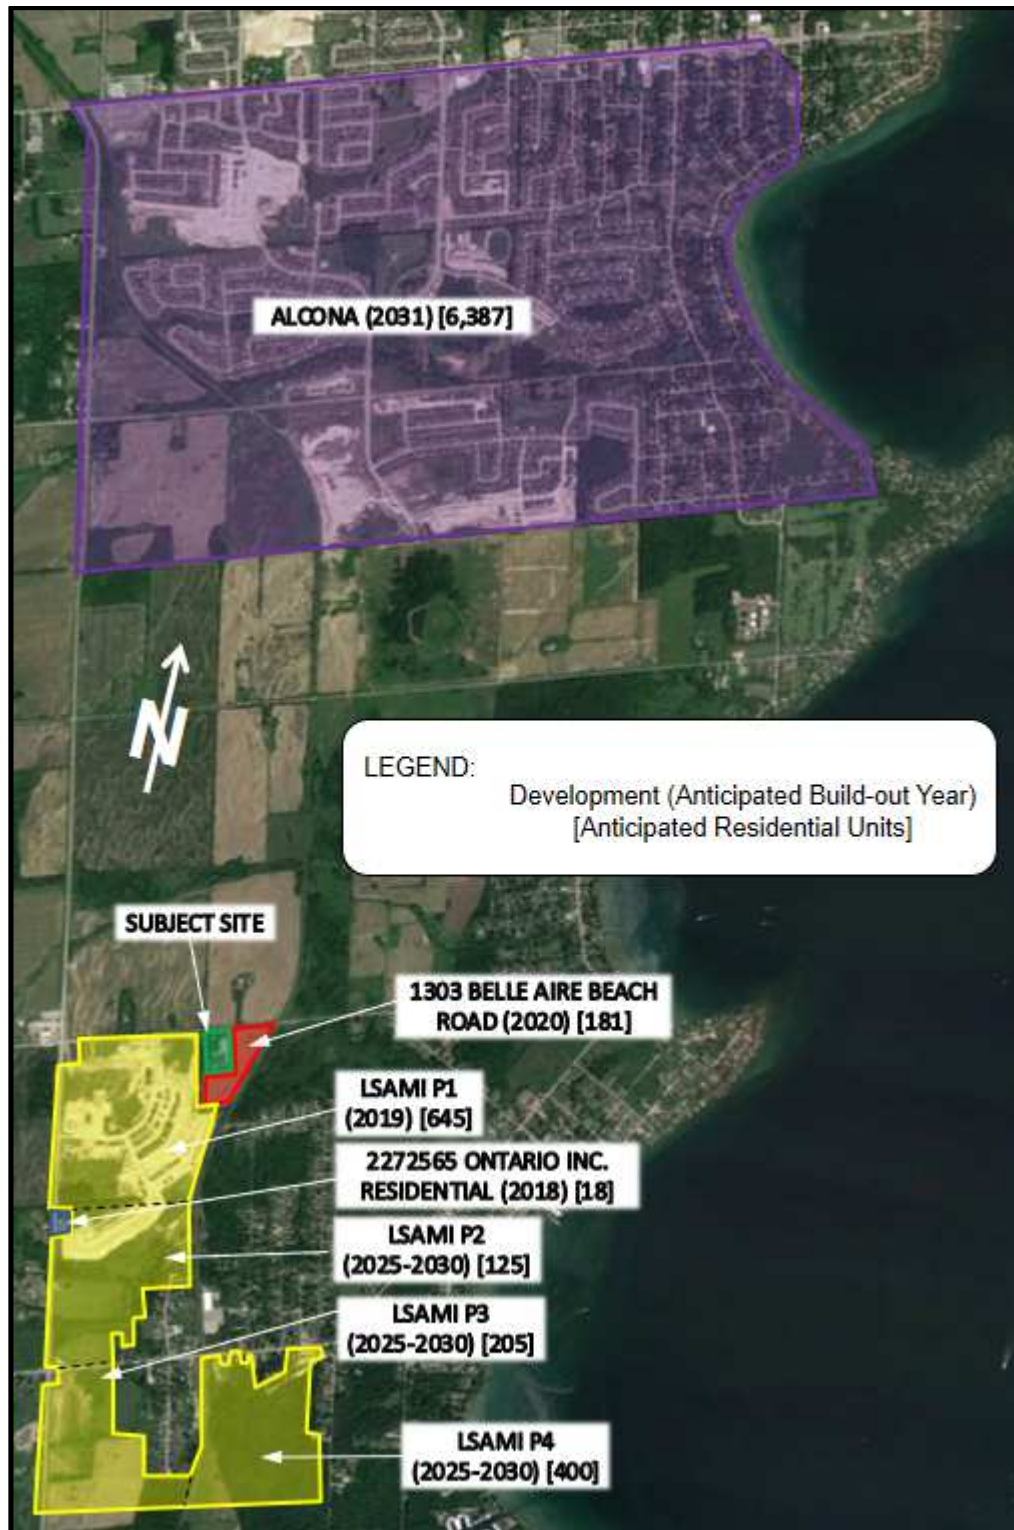 ALCONA (2031) [6,387]
N
LEGEND:
Development (Anticipated Build-out Year)
[Anticipated Residential Units]
SUBJECT SITE
1303 BELLE AIRE BEACH
ROAD (2020) [181]
LSAMI P1
(2019) [645]
2272565 ONTARIO INC.
RESIDENTIAL (2018) [18]
LSAMI P2
(2025-2030) [125]
LSAMI P3
(2025-2030) [205]
LSAMI P4
(2025-2030) [400]